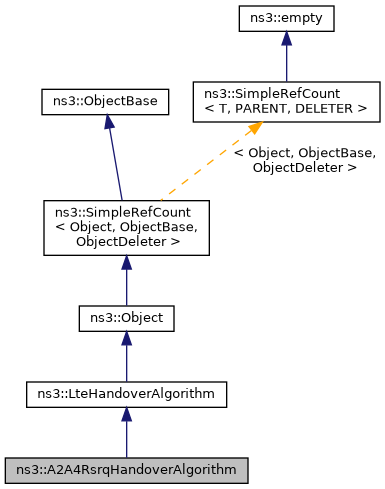 ns3::empty
ns3::SimpleRefCount
< T, PARENT, DELETER >
ns3::ObjectBase
< Object, ObjectBase,
ObjectDeleter >
ns3::SimpleRefCount
< Object, ObjectBase,
ObjectDeleter >
ns3::Object
ns3::LteHandoverAlgorithm
ns3::A2A4RsrqHandoverAlgorithm